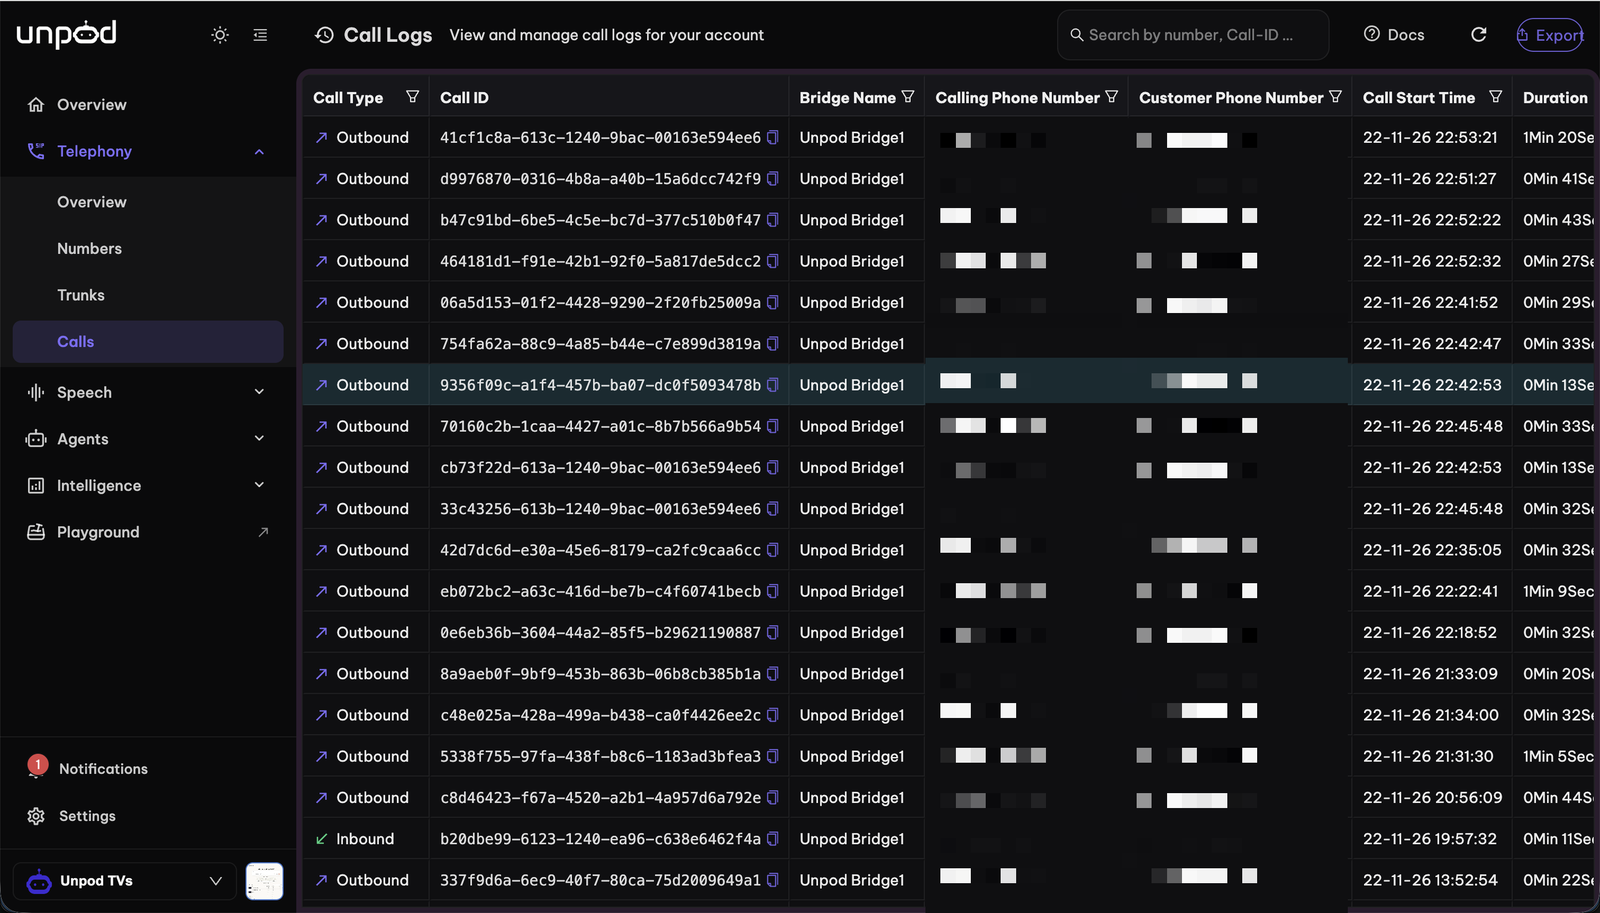 unpod
Call Logs View and manage call logs for your account
Search by number, Call-ID ...
Docs
Export
Overview
Telephony
Overview
Numbers
Trunks
Calls
Speech
Agents
Intelligence
Playground
1 Notifications
Settings
Unpod TVs
Call Type Call ID Bridge Name Calling Phone Number Customer Phone Number Call Start Time Duration
Outbound 41cf1c8a-613c-1240-9bac-00163e594ee6 Unpod Bridge1 22-11-26 22:53:21 1Min 20Se
Outbound d9976870-0316-4b8a-a40b-15a6dcc742f9 Unpod Bridge1 22-11-26 22:51:27 0Min 41Se
Outbound b47c91bd-6be5-4c5e-bc7d-377c510b0f47 Unpod Bridge1 22-11-26 22:52:22 0Min 43Se
Outbound 464181d1-f91e-42b1-92f0-5a817de5dcc2 Unpod Bridge1 22-11-26 22:52:32 0Min 27Se
Outbound 06a5d153-01f2-4428-9290-2f20fb25009a Unpod Bridge1 22-11-26 22:41:52 0Min 29Se
Outbound 754fa62a-88c9-4a85-b44e-c7e899d3819a Unpod Bridge1 22-11-26 22:42:47 0Min 33Se
Outbound 9356f09c-a1f4-457b-ba07-dc0f5093478b Unpod Bridge1 22-11-26 22:42:53 0Min 13Se
Outbound 70160c2b-1caa-4427-a01c-8b7b566a9b54 Unpod Bridge1 22-11-26 22:45:48 0Min 33Se
Outbound cb73f22d-613a-1240-9bac-00163e594ee6 Unpod Bridge1 22-11-26 22:42:53 0Min 13Se
Outbound 33c43256-613b-1240-9bac-00163e594ee6 Unpod Bridge1 22-11-26 22:45:48 0Min 32Se
Outbound 42d7dc6d-e30a-45e6-8179-ca2fc9caa6cc Unpod Bridge1 22-11-26 22:35:05 0Min 32Se
Outbound eb072bc2-a63c-416d-be7b-c4f60741becb Unpod Bridge1 22-11-26 22:22:41 1Min 9Sec
Outbound 0e6eb36b-3604-44a2-85f5-b29621190887 Unpod Bridge1 22-11-26 22:18:52 0Min 32Se
Outbound 8a9aeb0f-9bf9-453b-863b-06b8cb385b1a Unpod Bridge1 22-11-26 21:33:09 0Min 20Se
Outbound c48e025a-428a-499a-b438-ca0f4426ee2c Unpod Bridge1 22-11-26 21:34:00 0Min 32Se
Outbound 5338f755-97fa-438f-b8c6-1183ad3bfea3 Unpod Bridge1 22-11-26 21:31:30 1Min 5Sec
Outbound c8d46423-f67a-4520-a2b1-4a957d6a792e Unpod Bridge1 22-11-26 20:56:09 0Min 44Se
Inbound b20dbe99-6123-1240-ea96-c638e6462f4a Unpod Bridge1 22-11-26 19:57:32 0Min 11Sec
Outbound 337f9d6a-6ec9-40f7-80ca-75d2009649a1 Unpod Bridge1 22-11-26 13:52:54 0Min 22Se